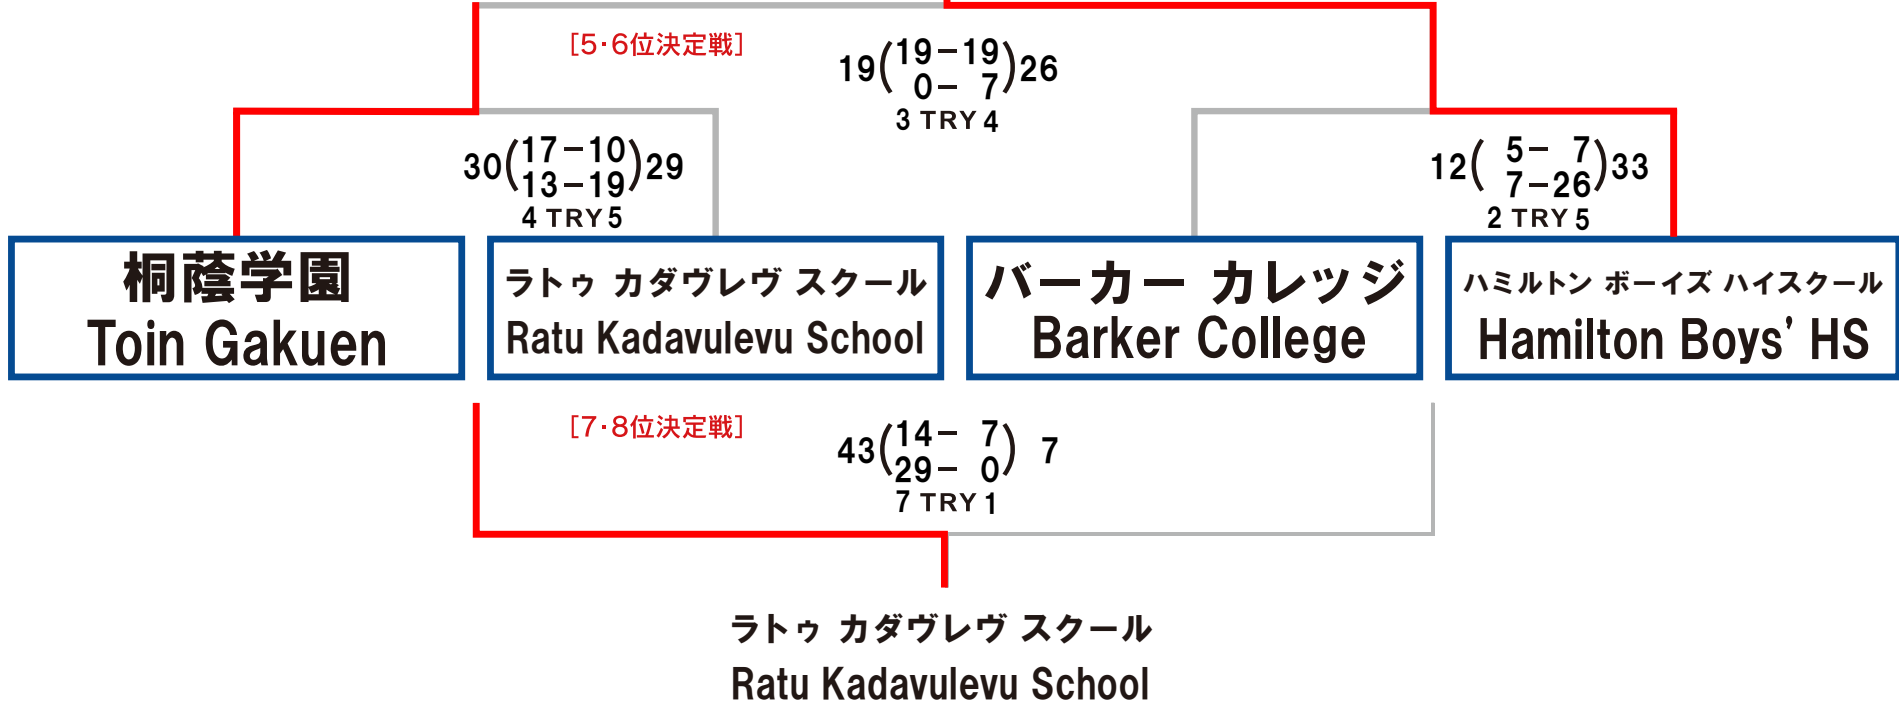 [5・6位決定戦]
19(19-19)26
0- 7
3 TRY 4
30(17-10)29
13-19
4 TRY 5
12( 5- 7)33
7-26
2 TRY 5
桐蔭学園
Toin Gakuen
ラトゥ カダヴレヴ スクール
Ratu Kadavulevu School
バーカー カレッジ
Barker College
ハミルトン ボーイズ ハイスクール
Hamilton Boys' HS
[7・8位決定戦]
43(14- 7) 7
29- 0
7 TRY 1
ラトゥ カダヴレヴ スクール
Ratu Kadavulevu School